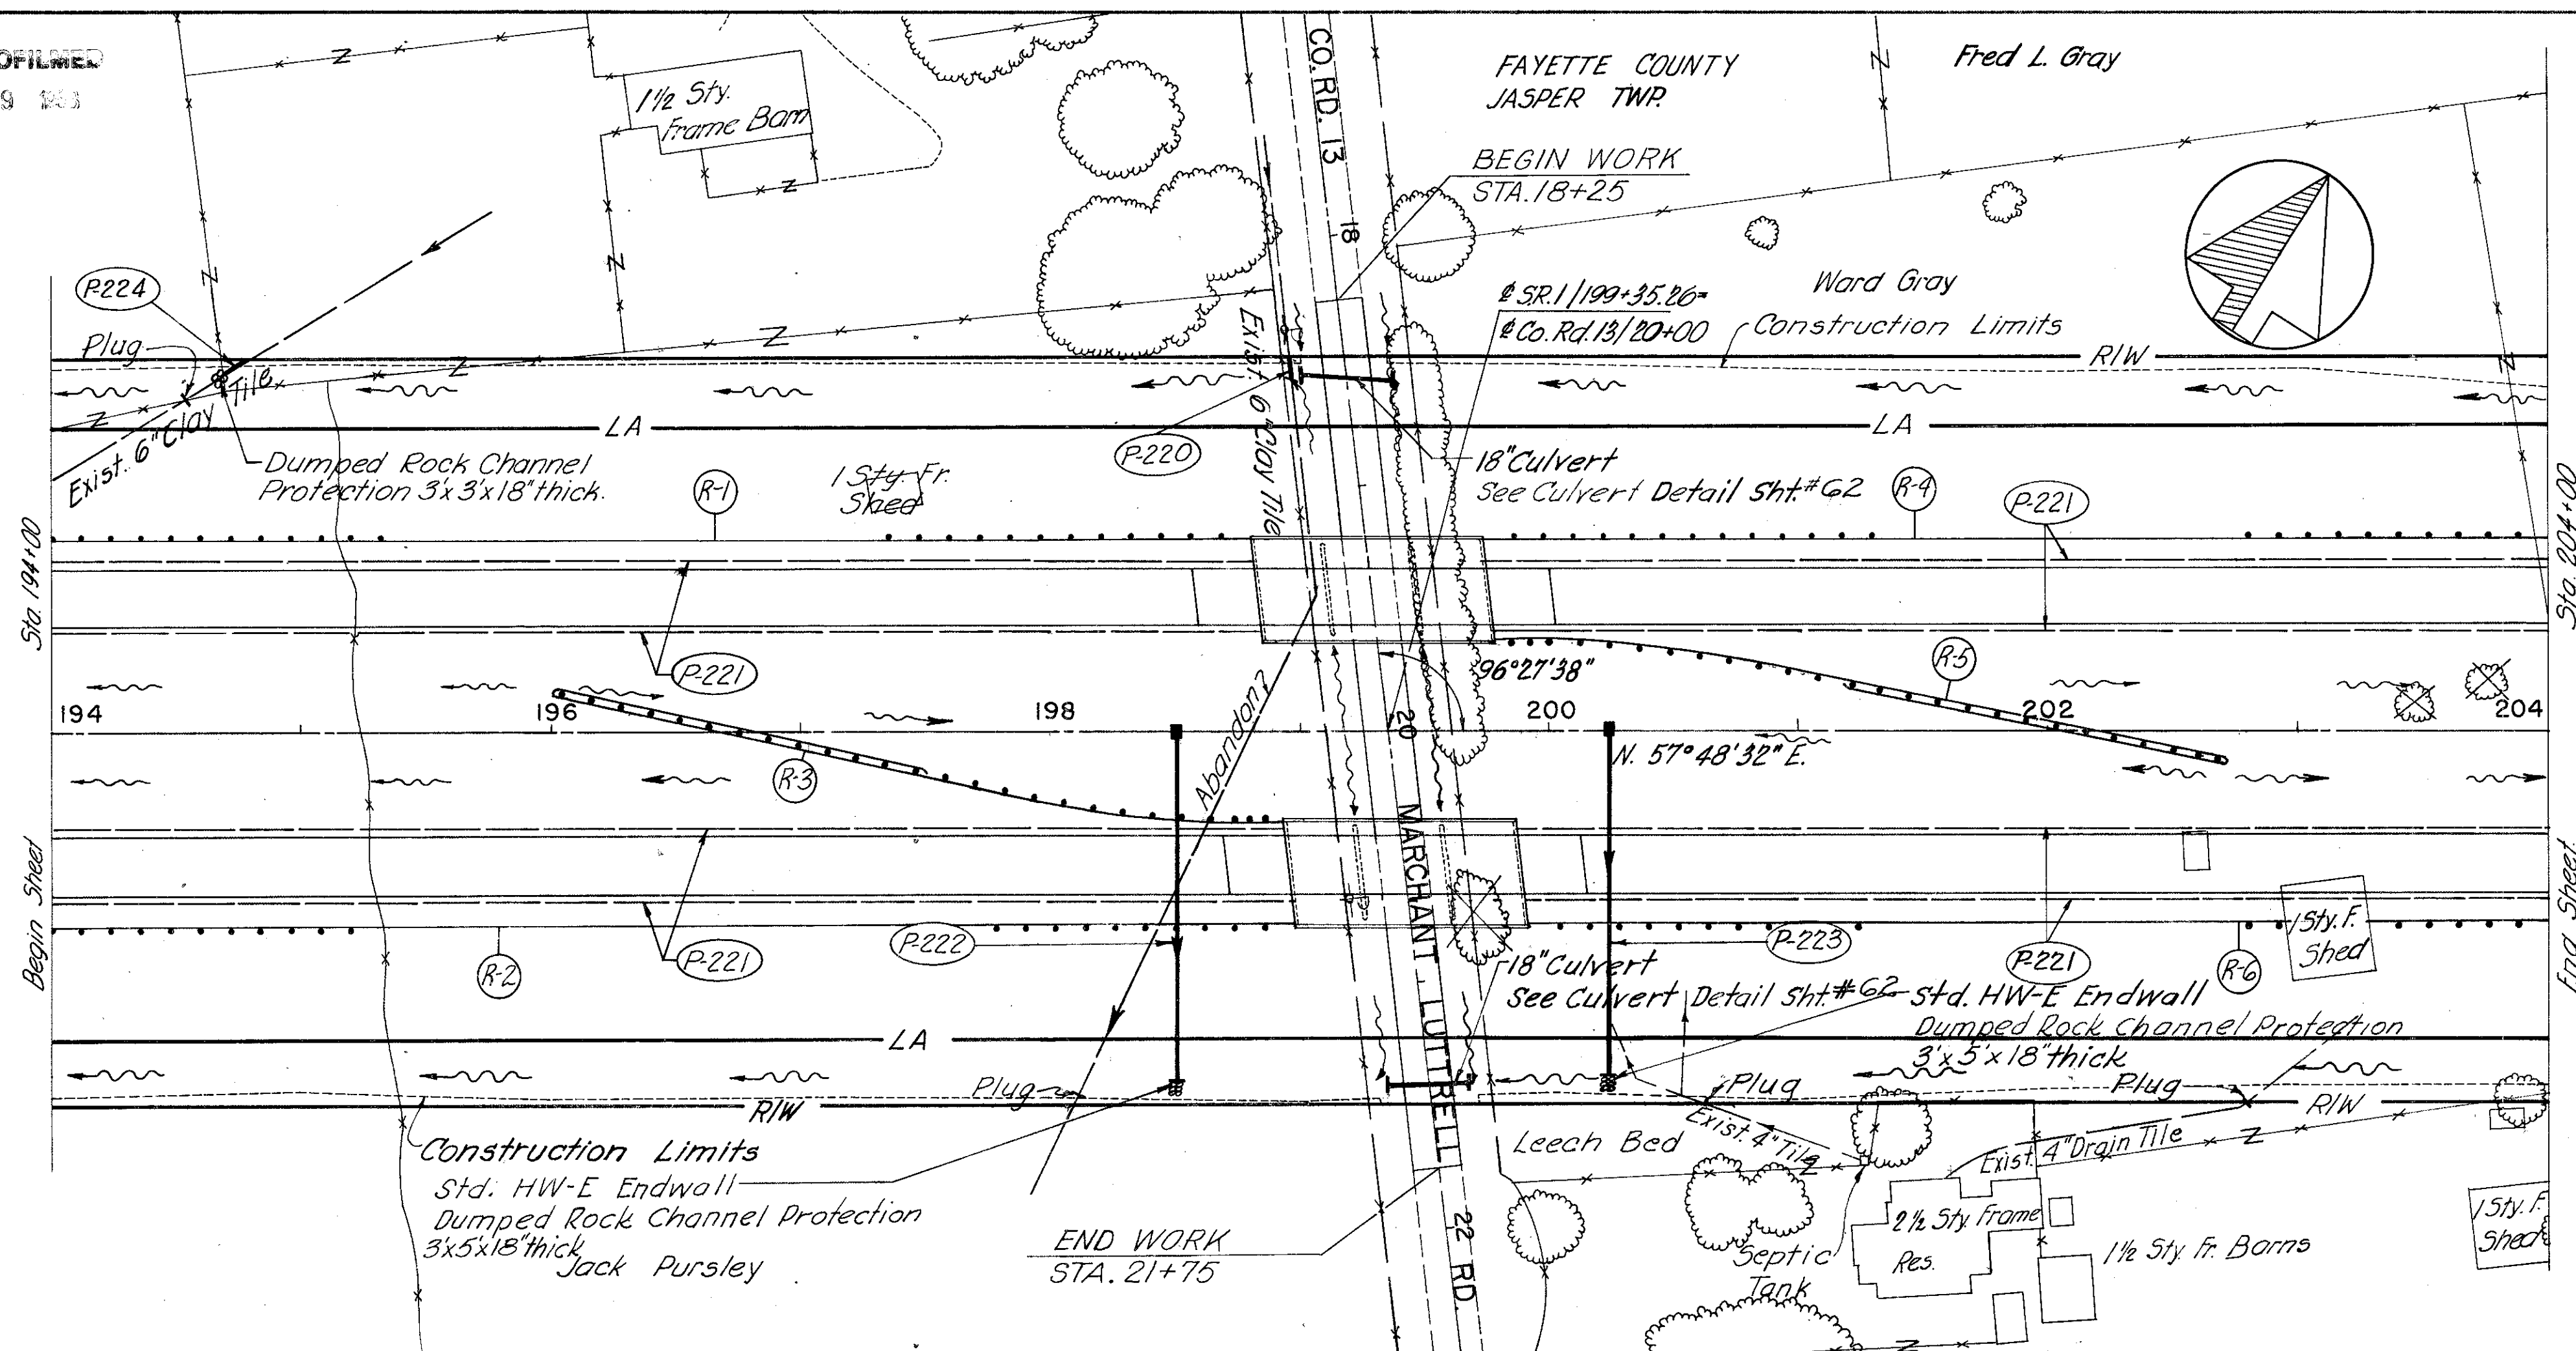 OFILMED
1½ Sty.
Frame Barn
CO. RD. 13
FAYETTE COUNTY
JASPER TWP.
Fred L. Gray
BEGIN WORK
STA. 18+25
18
P-224
Plug
Ward Gray
₵ S.R. 1/199+35.26=
₵ Co. Rd. 13/20+00
Construction Limits
R/W
Exist. 6" Clay Tile
LA
LA
Exist. 6" Clay Tile
P-220
Dumped Rock Channel
Protection 3'x3'x18" thick.
R-1
1 Sty. Fr.
Shed
18" Culvert
See Culvert Detail Sht. #62
R-4
P-221
Sta. 194+00
Sta. 204+00
P-221
96°27'38"
R-5
194
196
198
200
202
204
Abandon
20
N. 57°48'32" E.
R-3
MARCHANT LUTTRELL
22 RD.
Begin Sheet
End Sheet
R-2
P-221
P-222
P-223
P-221
R-6
1 Sty. F.
Shed
18" Culvert
See Culvert Detail Sht. #62
Std. HW-E Endwall
Dumped Rock Channel Protection
3'x5'x18" thick
LA
Plug
Plug
Plug
R/W
R/W
Construction Limits
Std. HW-E Endwall
Dumped Rock Channel Protection
3'x5'x18" thick
Jack Pursley
END WORK
STA. 21+75
Leech Bed
Exist. 4" Tile
Exist. 4" Drain Tile
Septic
Tank
2½ Sty. Frame
Res.
1½ Sty. Fr. Barns
1 Sty. F.
Shed